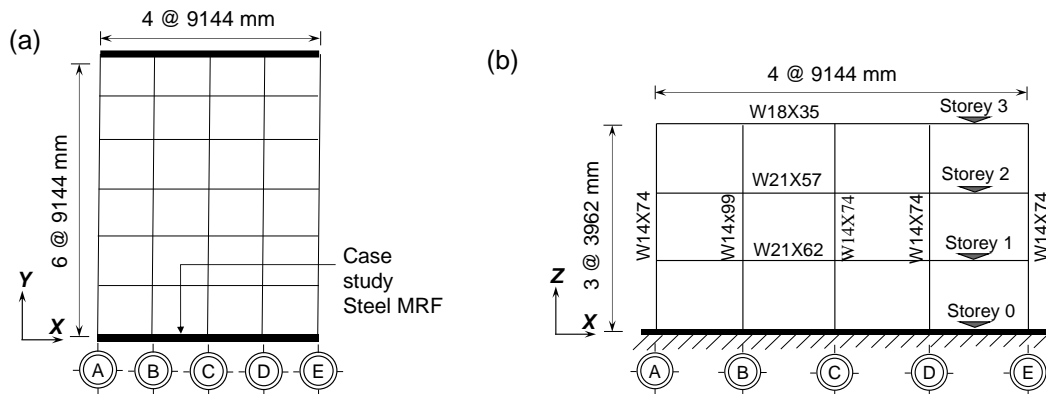 (a)
4 @ 9144 mm
6 @ 9144 mm
Y
X
Case
study
Steel MRF
A
B
C
D
E
(b)
4 @ 9144 mm
3 @ 3962 mm
W18X35
Storey 3
W21X57
Storey 2
W14X74
W14x99
W14X74
W14X74
W14X74
W21X62
Storey 1
Z
X
Storey 0
A
B
C
D
E